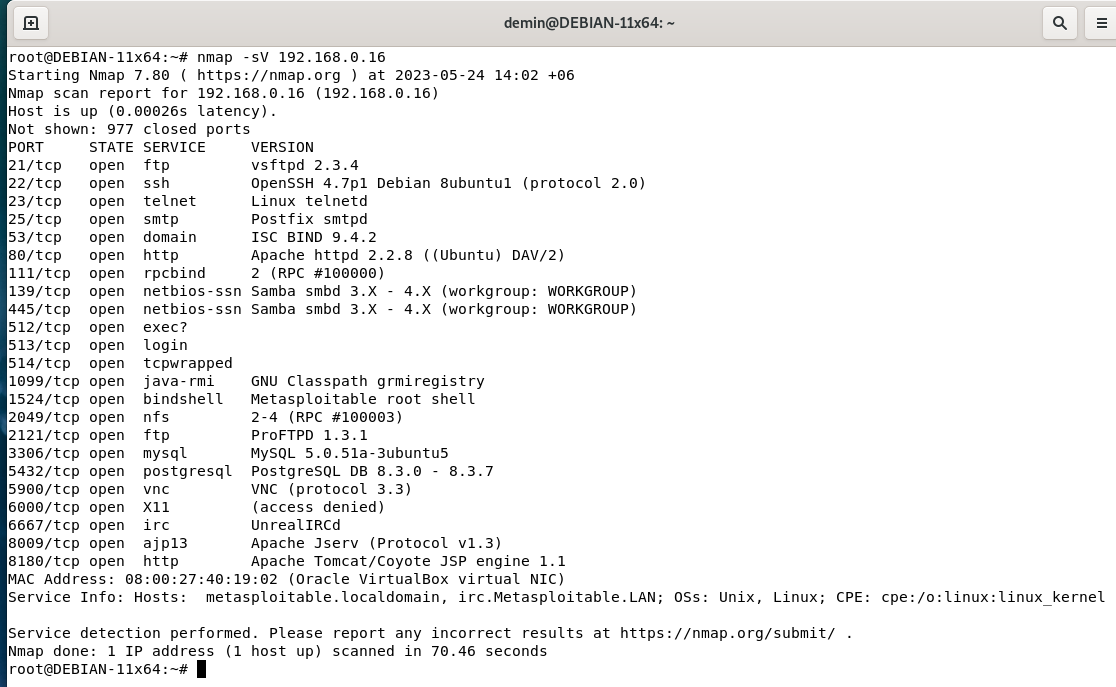 demin@DEBIAN-11x64: ~
root@DEBIAN-11x64:~# nmap -sV 192.168.0.16
Starting Nmap 7.80 ( https://nmap.org ) at 2023-05-24 14:02 +06
Nmap scan report for 192.168.0.16 (192.168.0.16)
Host is up (0.00026s latency).
Not shown: 977 closed ports
PORT     STATE SERVICE     VERSION
21/tcp   open  ftp         vsftpd 2.3.4
22/tcp   open  ssh         OpenSSH 4.7p1 Debian 8ubuntu1 (protocol 2.0)
23/tcp   open  telnet      Linux telnetd
25/tcp   open  smtp        Postfix smtpd
53/tcp   open  domain      ISC BIND 9.4.2
80/tcp   open  http        Apache httpd 2.2.8 ((Ubuntu) DAV/2)
111/tcp  open  rpcbind     2 (RPC #100000)
139/tcp  open  netbios-ssn Samba smbd 3.X - 4.X (workgroup: WORKGROUP)
445/tcp  open  netbios-ssn Samba smbd 3.X - 4.X (workgroup: WORKGROUP)
512/tcp  open  exec?
513/tcp  open  login
514/tcp  open  tcpwrapped
1099/tcp open  java-rmi    GNU Classpath grmiregistry
1524/tcp open  bindshell   Metasploitable root shell
2049/tcp open  nfs         2-4 (RPC #100003)
2121/tcp open  ftp         ProFTPD 1.3.1
3306/tcp open  mysql       MySQL 5.0.51a-3ubuntu5
5432/tcp open  postgresql  PostgreSQL DB 8.3.0 - 8.3.7
5900/tcp open  vnc         VNC (protocol 3.3)
6000/tcp open  X11         (access denied)
6667/tcp open  irc         UnrealIRCd
8009/tcp open  ajp13       Apache Jserv (Protocol v1.3)
8180/tcp open  http        Apache Tomcat/Coyote JSP engine 1.1
MAC Address: 08:00:27:40:19:02 (Oracle VirtualBox virtual NIC)
Service Info: Hosts:  metasploitable.localdomain, irc.Metasploitable.LAN; OSs: Unix, Linux; CPE: cpe:/o:linux:linux_kernel
Service detection performed. Please report any incorrect results at https://nmap.org/submit/ .
Nmap done: 1 IP address (1 host up) scanned in 70.46 seconds
root@DEBIAN-11x64:~#